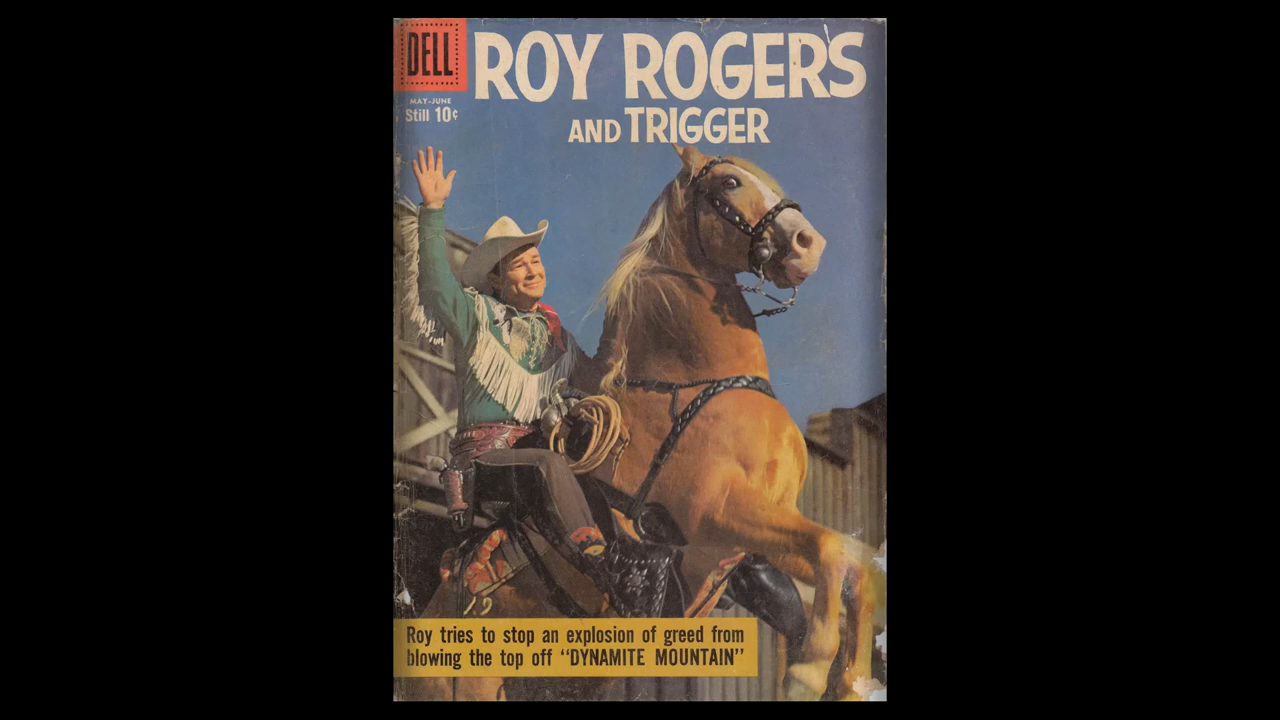 DELL
MAY-JUNE
Still 10¢
ROY ROGERS
AND TRIGGER
Roy tries to stop an explosion of greed from
blowing the top off “DYNAMITE MOUNTAIN”